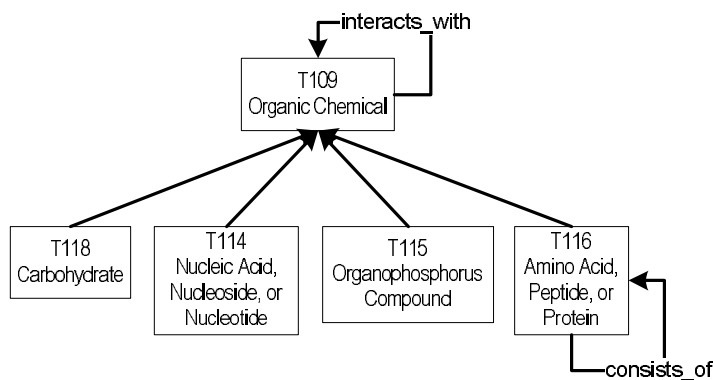 interacts_with
T109
Organic Chemical
T118
Carbohydrate
T114
Nucleic Acid,
Nucleoside, or
Nucleotide
T115
Organophosphorus
Compound
T116
Amino Acid,
Peptide, or
Protein
consists_of